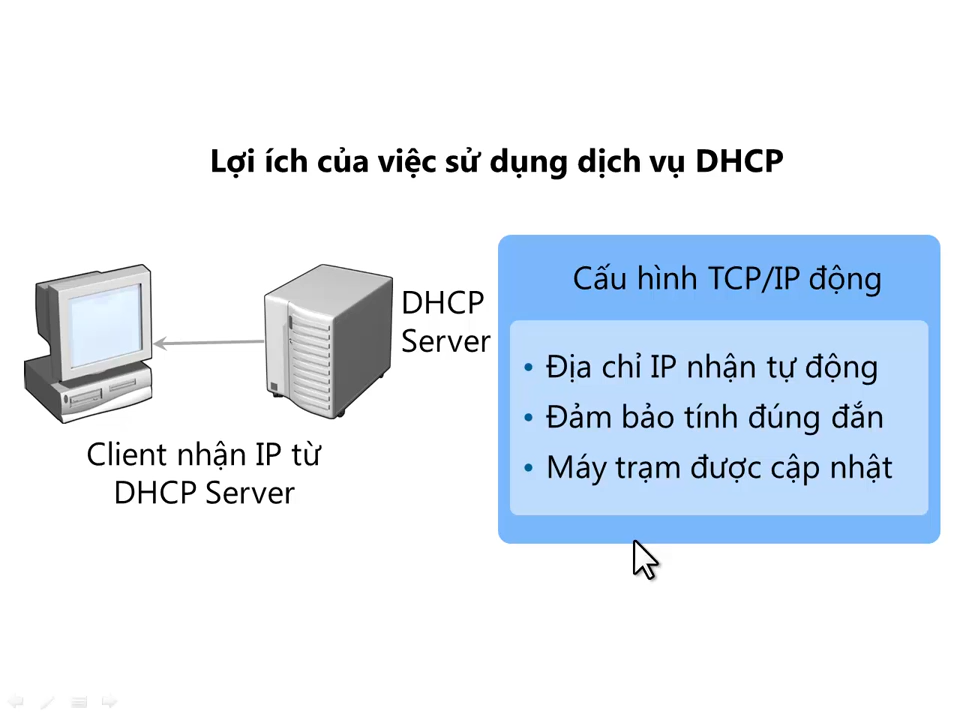 Lợi ích của việc sử dụng dịch vụ DHCP
DHCP
Server
Client nhận IP từ
DHCP Server
Cấu hình TCP/IP động
• Địa chỉ IP nhận tự động
• Đảm bảo tính đúng đắn
• Máy trạm được cập nhật